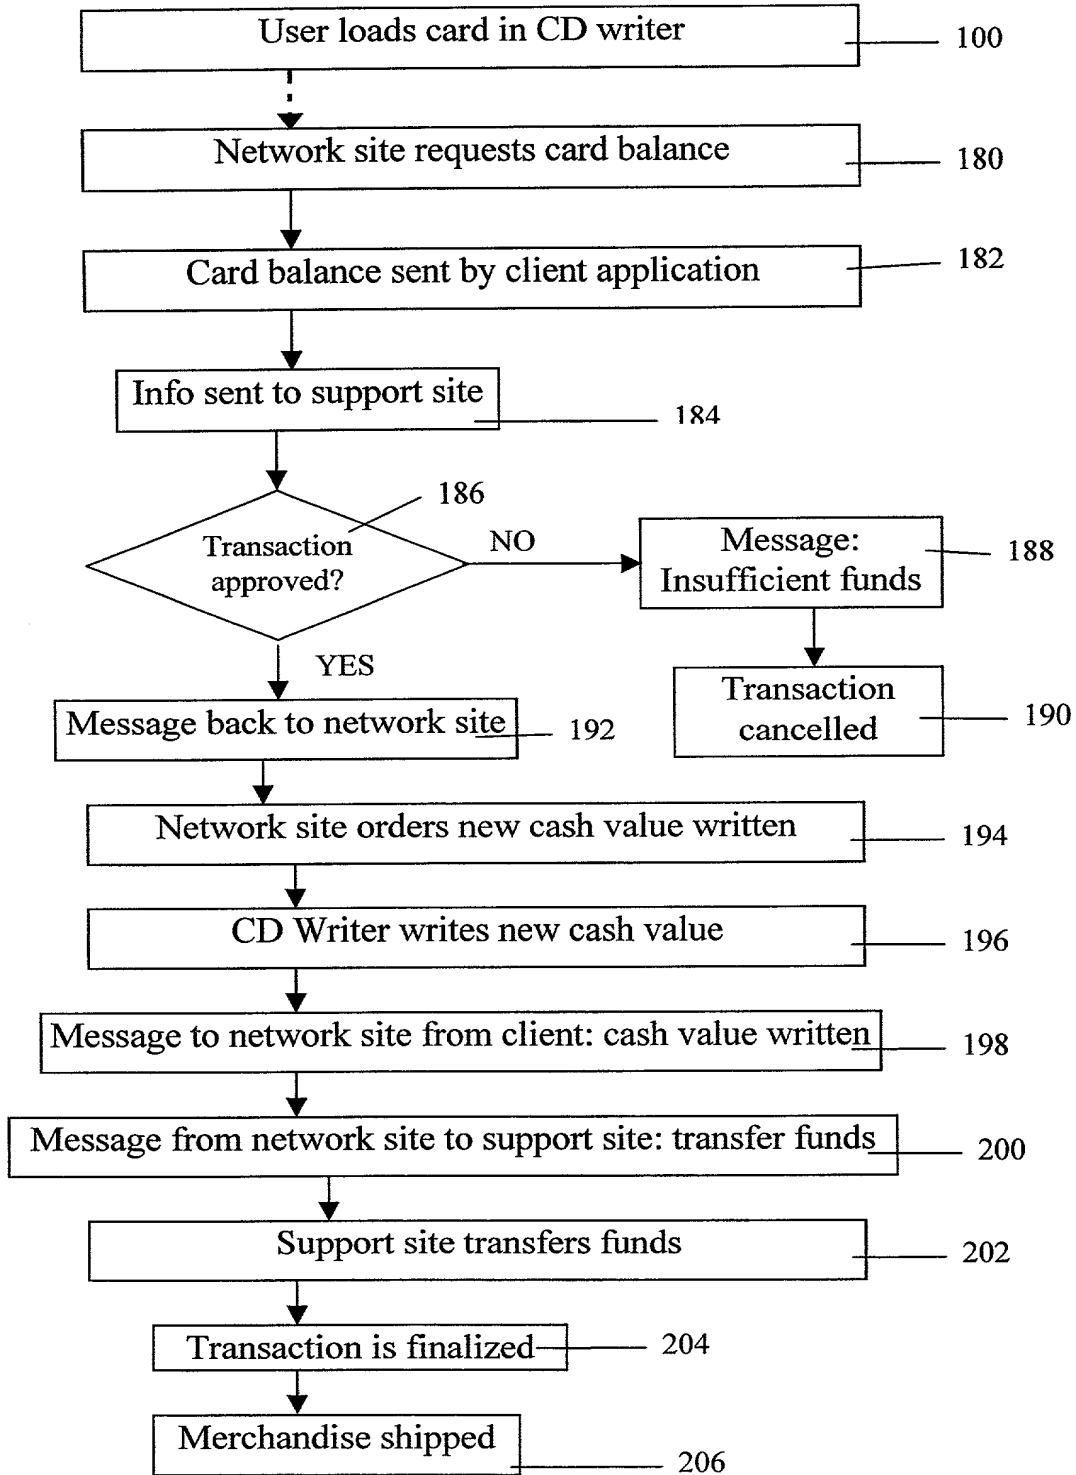 User loads card in CD writer
100
Network site requests card balance
180
Card balance sent by client application
182
Info sent to support site
184
186
Transaction
approved?
NO
Message:
Insufficient funds
188
YES
Transaction
cancelled
190
Message back to network site
192
Network site orders new cash value written
194
CD Writer writes new cash value
196
Message to network site from client: cash value written
198
Message from network site to support site: transfer funds
200
Support site transfers funds
202
Transaction is finalized
204
Merchandise shipped
206